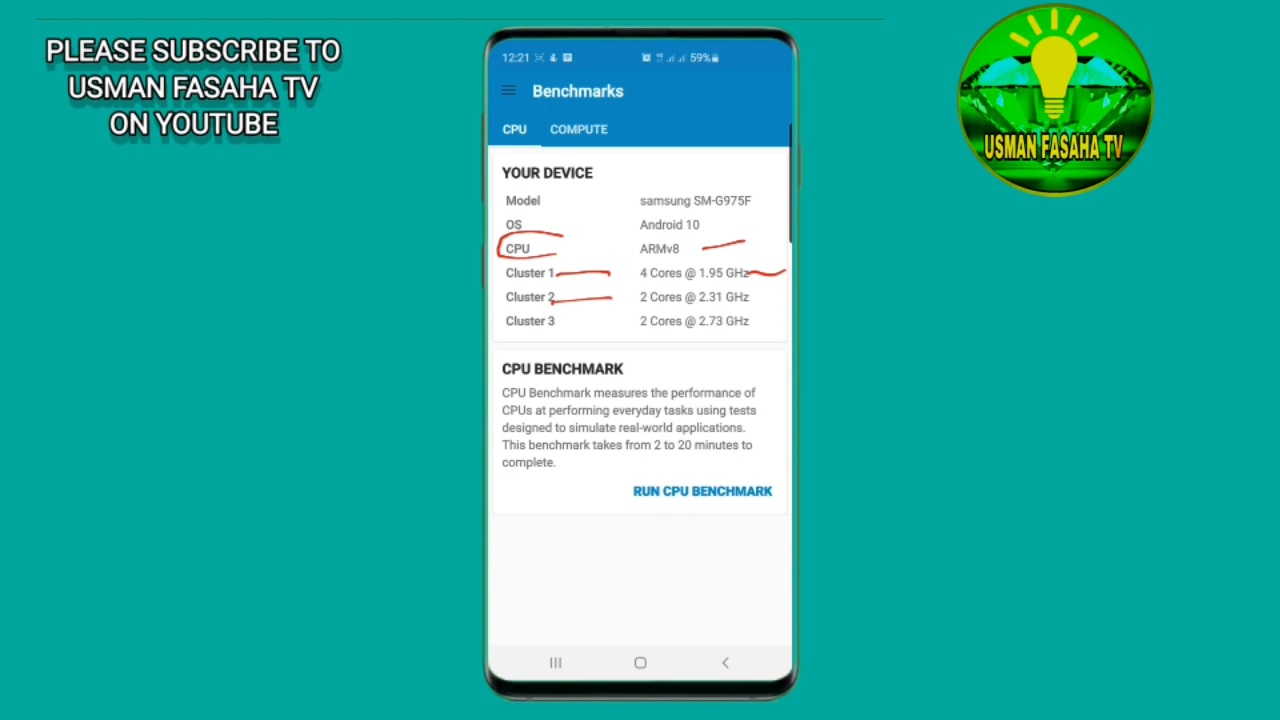 PLEASE SUBSCRIBE TO
USMAN FASAHA TV
ON YOUTUBE
USMAN FASAHA TV
12:21
59%
Benchmarks
CPU COMPUTE
YOUR DEVICE
Model samsung SM-G975F
OS Android 10
CPU ARMv8
Cluster 1 4 Cores @ 1.95 GHz
Cluster 2 2 Cores @ 2.31 GHz
Cluster 3 2 Cores @ 2.73 GHz
CPU BENCHMARK
CPU Benchmark measures the performance of
CPUs at performing everyday tasks using tests
designed to simulate real-world applications.
This benchmark takes from 2 to 20 minutes to
complete.
RUN CPU BENCHMARK